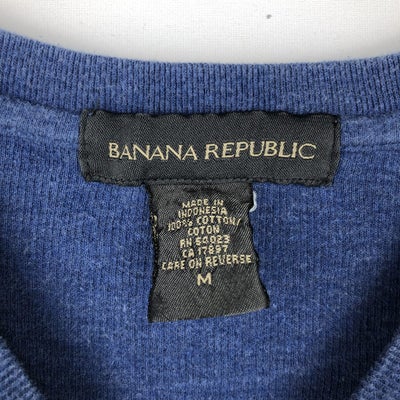 BANANA REPUBLIC
MADE IN
INDONESIA
100% COTTON/
COTON
RN 54023
CA 17897
CARE ON REVERSE
M